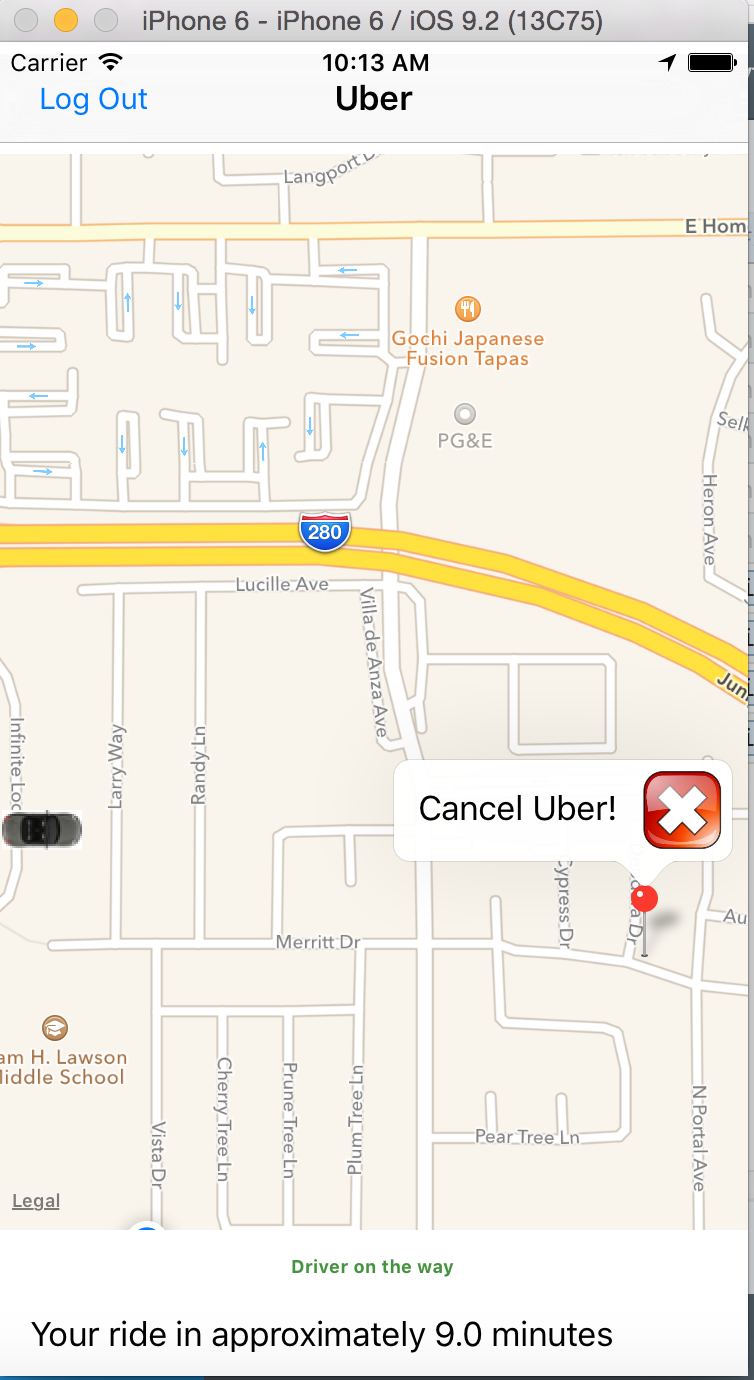 iPhone 6 - iPhone 6 / iOS 9.2 (13C75)
Carrier 10:13 AM
Log Out Uber
Langport D
E Hom
Gochi Japanese
Fusion Tapas
PG&E
Selk
Heron Ave
280
Lucille Ave
Villa de Anza Ave
Jun
Infinite Loo
Larry Way
Randy Ln
Cancel Uber!
Cypress Dr
a Dr
Au
Merritt Dr
am H. Lawson
iddle School
Cherry Tree Ln
Prune Tree Ln
Plum Tree Ln
Vista Dr
Pear Tree Ln
N Portal Ave
Legal
Driver on the way
Your ride in approximately 9.0 minutes